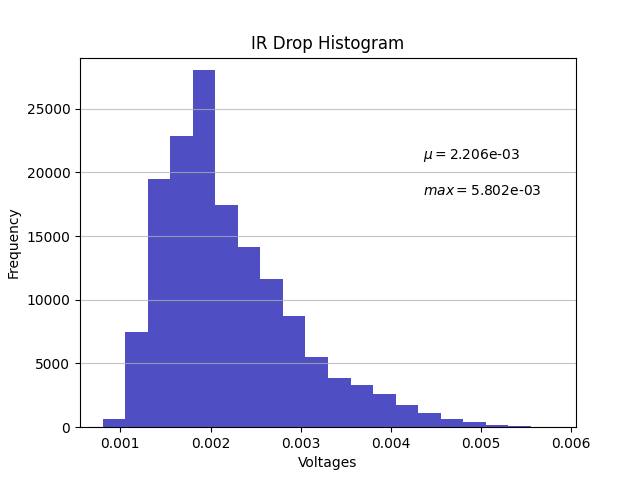 IR Drop Histogram
Frequency
25000
20000
15000
10000
5000
0
μ = 2.206e-03
max = 5.802e-03
0.001 0.002 0.003 0.004 0.005 0.006
Voltages